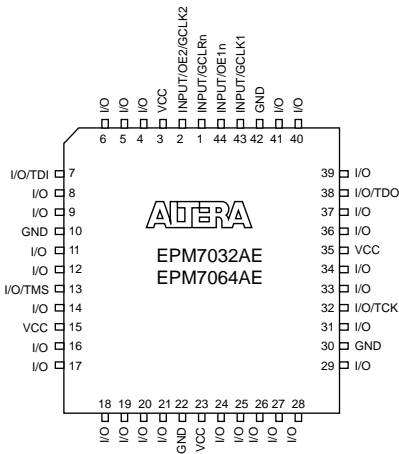 I/O
I/O
I/O
VCC
INPUT/OE2/GCLK2
INPUT/GCLRn
INPUT/OE1n
INPUT/GCLK1
GND
I/O
I/O
6 5 4 3 2 1 44 43 42 41 40
I/O/TDI 7
I/O 8
I/O 9
GND 10
I/O 11
I/O 12
I/O/TMS 13
I/O 14
VCC 15
I/O 16
I/O 17
ALTERA
EPM7032AE
EPM7064AE
39 I/O
38 I/O/TDO
37 I/O
36 I/O
35 VCC
34 I/O
33 I/O
32 I/O/TCK
31 I/O
30 GND
29 I/O
18 19 20 21 22 23 24 25 26 27 28
I/O
I/O
I/O
I/O
GND
VCC
I/O
I/O
I/O
I/O
I/O